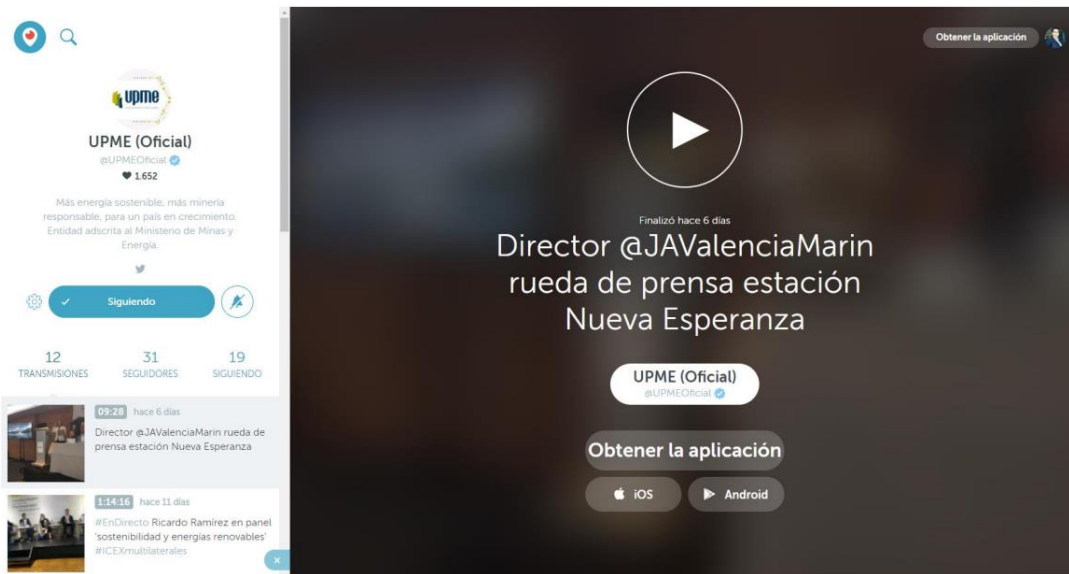 upme
UPME (Oficial)
@UPMEOficial
1.652
Más energía sostenible, más minería
responsable, para un país en crecimiento.
Entidad adscrita al Ministerio de Minas y
Energía.
Siguiendo
12
TRANSMISIONES
31
SEGUIDORES
19
SIGUIENDO
09:28 hace 6 días
Director @JAValenciaMarin rueda de
prensa estación Nueva Esperanza
1:14:16 hace 11 días
#EnDirecto Ricardo Ramírez en panel
'sostenibilidad y energías renovables'
#ICEXmultilaterales
Obtener la aplicación
Finalizó hace 6 días
Director @JAValenciaMarin
rueda de prensa estación
Nueva Esperanza
UPME (Oficial)
@UPMEOficial
Obtener la aplicación
iOS
Android